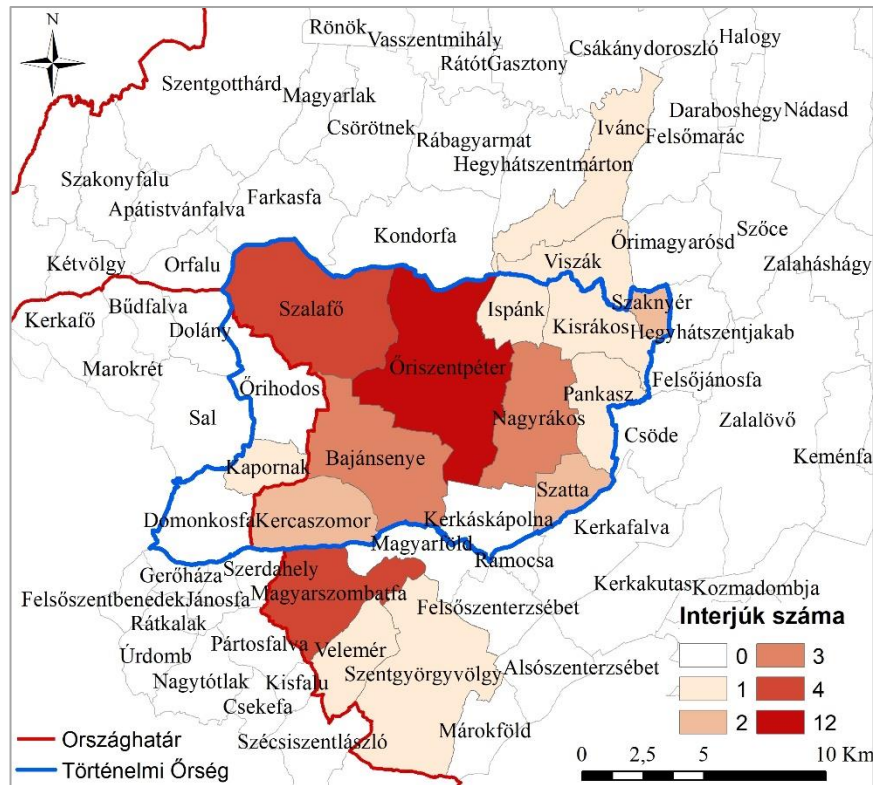 N
Rönök
Vasszentmihály
Rátót
Gasztony
Csákánydoroszló
Halogy
Szentgotthárd
Magyarlak
Csörötnek
Rábagyarmat
Ivánc
Daraboshegy
Nádasd
Felsőmarác
Hegyhátszentmárton
Szakonyfalu
Apátistvánfalva
Farkasfa
Kondorfa
Őrimagyarósd
Szőce
Kétvölgy
Orfalu
Viszák
Zalaháshágy
Kerkafő
Bűdfalva
Dolány
Szalafő
Ispánk
Kisrákos
Szaknyér
Hegyhátszentjakab
Marokrét
Őrihodos
Őriszentpéter
Pankasz
Felsőjánosfa
Sal
Nagyrákos
Csöde
Zalalövő
Keménfa
Kapornak
Bajánsenye
Szatta
Domonkosfa
Kercaszomor
Kerkáskápolna
Kerkafalva
Magyarföld
Ramocsa
Gerőháza
Szerdahely
Kerkakutas
Kozmadombja
Felsőszentbenedek
Jánosfa
Magyarszombatfa
Felsőszenterzsébet
Rátkalak
Pártosfalva
Velemér
Úrdomb
Szentgyörgyvölgy
Alsószenterzsébet
Nagytótlak
Kisfalu
Csekefa
Szécsiszentlászló
Márokföld
Interjúk száma
0 3
1 4
2 12
Országhatár
Történelmi Őrség
0 2,5 5 10 Km